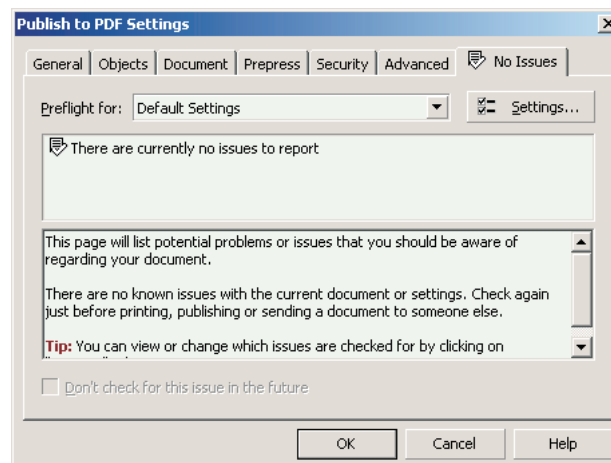 Publish to PDF Settings
General Objects Document Prepress Security Advanced No Issues
Preflight for: Default Settings Settings...
There are currently no issues to report
This page will list potential problems or issues that you should be aware of
regarding your document.
There are no known issues with the current document or settings. Check again
just before printing, publishing or sending a document to someone else.
Tip: You can view or change which issues are checked for by clicking on
Don't check for this issue in the future
OK Cancel Help